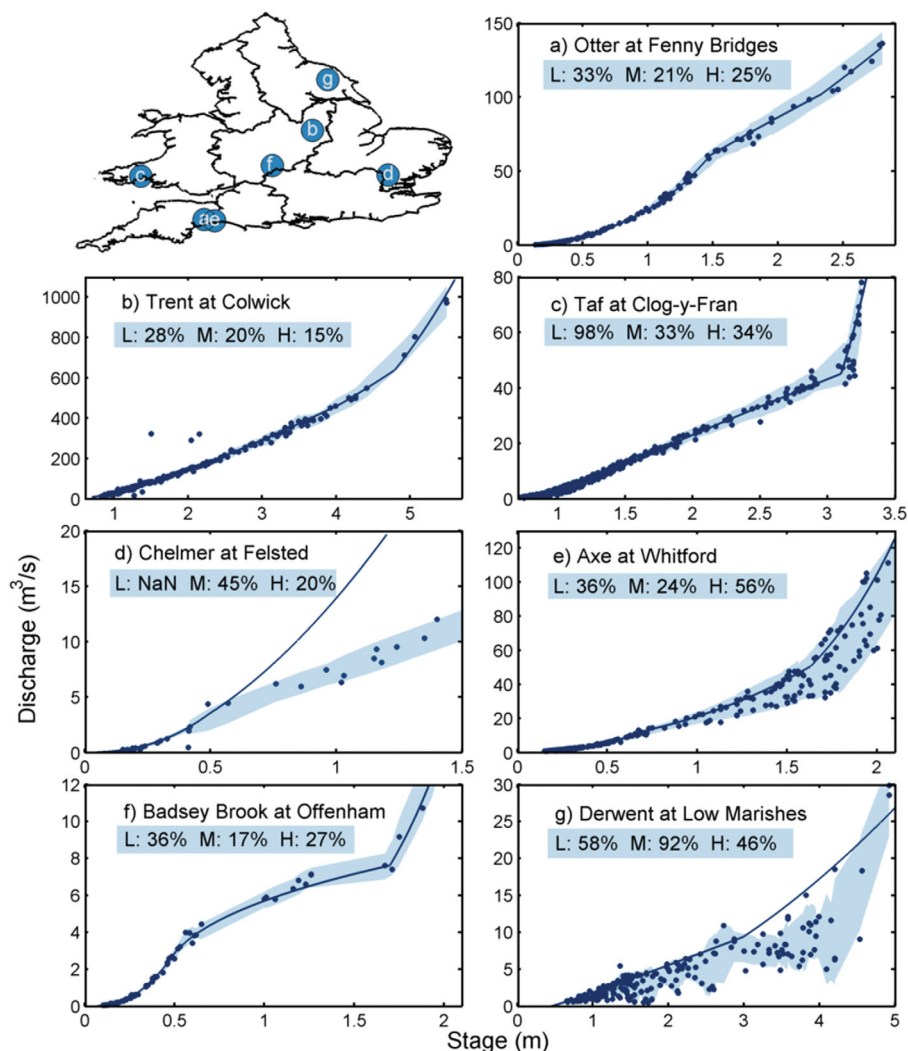 g
b
f
c
d
a e
150
100
50
0
a) Otter at Fenny Bridges
L: 33% M: 21% H: 25%
0 0.5 1 1.5 2 2.5
1000
800
600
400
200
0
b) Trent at Colwick
L: 28% M: 20% H: 15%
1 2 3 4 5
80
60
40
20
0
c) Taf at Clog-y-Fran
L: 98% M: 33% H: 34%
1 1.5 2 2.5 3 3.5
20
15
10
5
0
d) Chelmer at Felsted
L: NaN M: 45% H: 20%
0 0.5 1 1.5
120
100
80
60
40
20
0
e) Axe at Whitford
L: 36% M: 24% H: 56%
0 0.5 1 1.5 2
12
10
8
6
4
2
0
f) Badsey Brook at Offenham
L: 36% M: 17% H: 27%
0 0.5 1 1.5 2
30
25
20
15
10
5
0
g) Derwent at Low Marishes
L: 58% M: 92% H: 46%
0 1 2 3 4 5
Discharge (m³/s)
Stage (m)